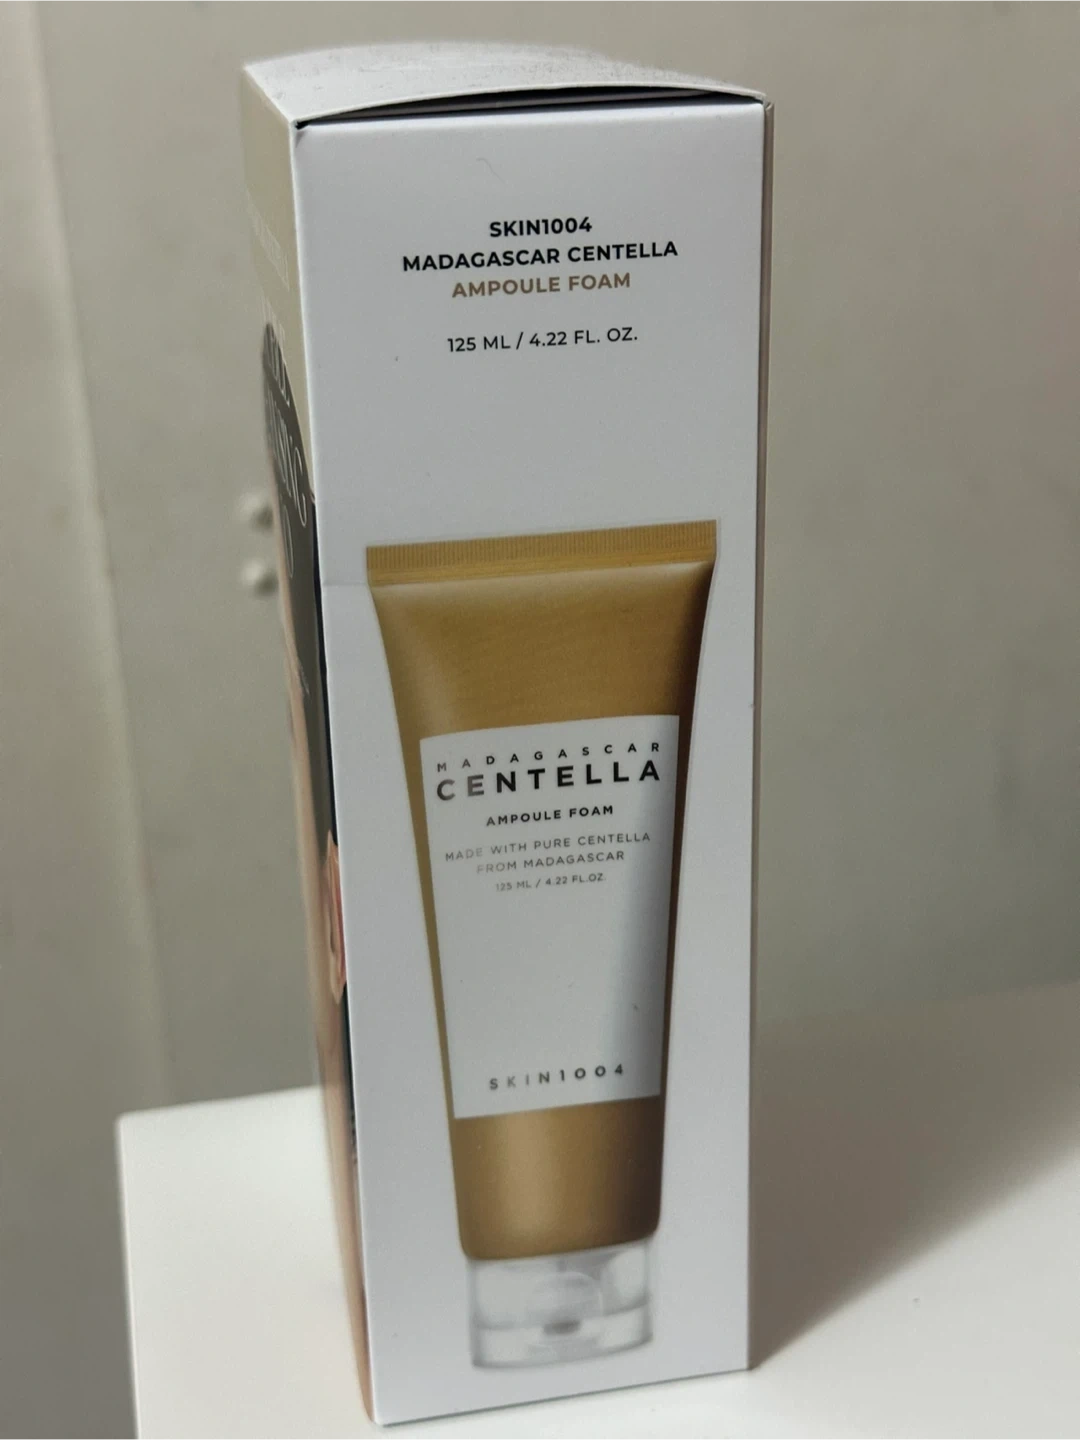 SKIN1004
MADAGASCAR CENTELLA
AMPOULE FOAM
125 ML / 4.22 FL. OZ.
MADAGASCAR
CENTELLA
AMPOULE FOAM
MADE WITH PURE CENTELLA
FROM MADAGASCAR
125 ML / 4.22 FL.OZ.
SKIN1004